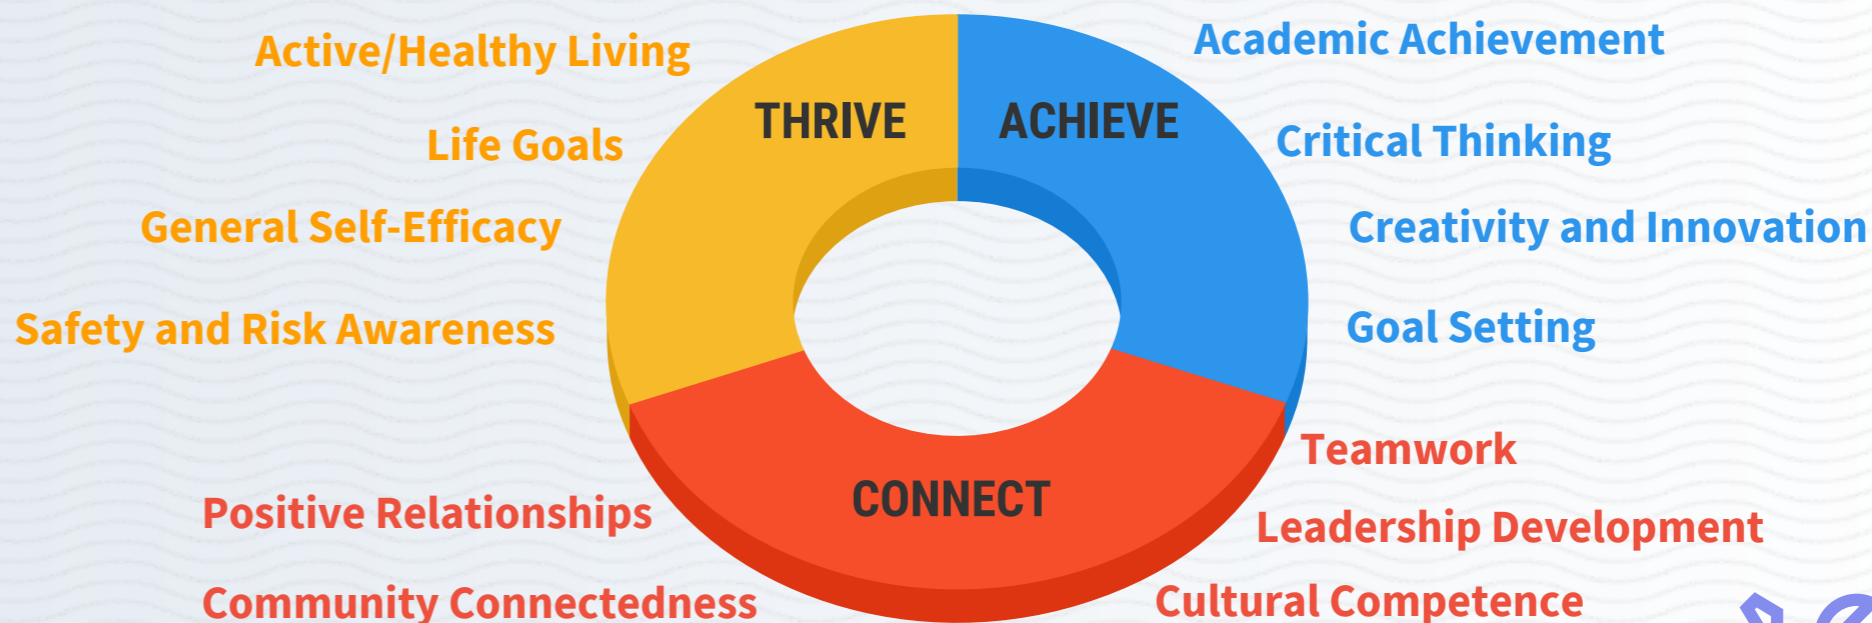 Active/Healthy Living
Life Goals
General Self-Efficacy
Safety and Risk Awareness
THRIVE
ACHIEVE
Academic Achievement
Critical Thinking
Creativity and Innovation
Goal Setting
CONNECT
Positive Relationships
Community Connectedness
Teamwork
Leadership Development
Cultural Competence